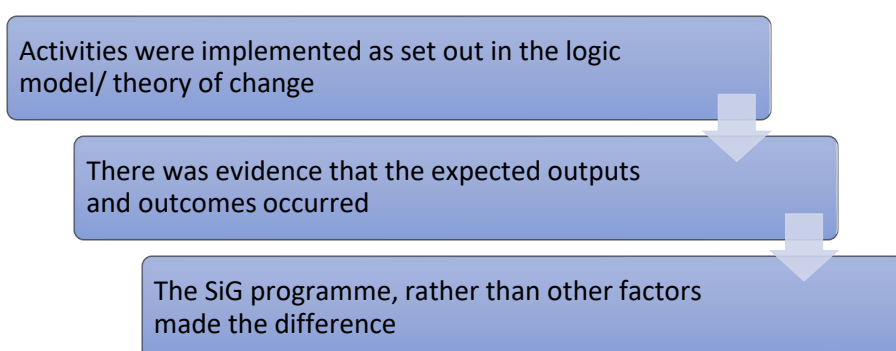 Activities were implemented as set out in the logic
model/ theory of change
There was evidence that the expected outputs
and outcomes occurred
The SiG programme, rather than other factors
made the difference